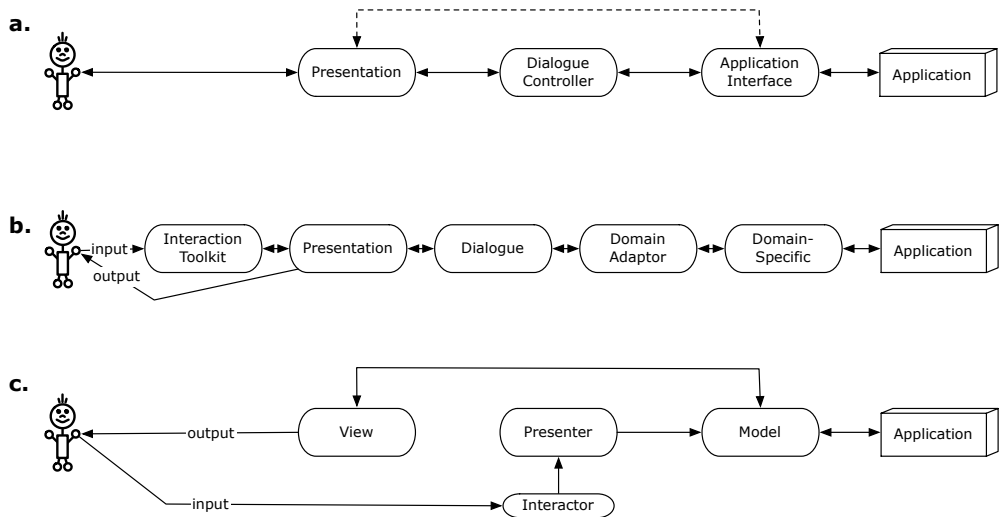 a.
Presentation
Dialogue
Controller
Application
Interface
Application
b.
input
output
Interaction
Toolkit
Presentation
Dialogue
Domain
Adaptor
Domain-
Specific
Application
c.
output
View
Presenter
Model
Application
input
Interactor